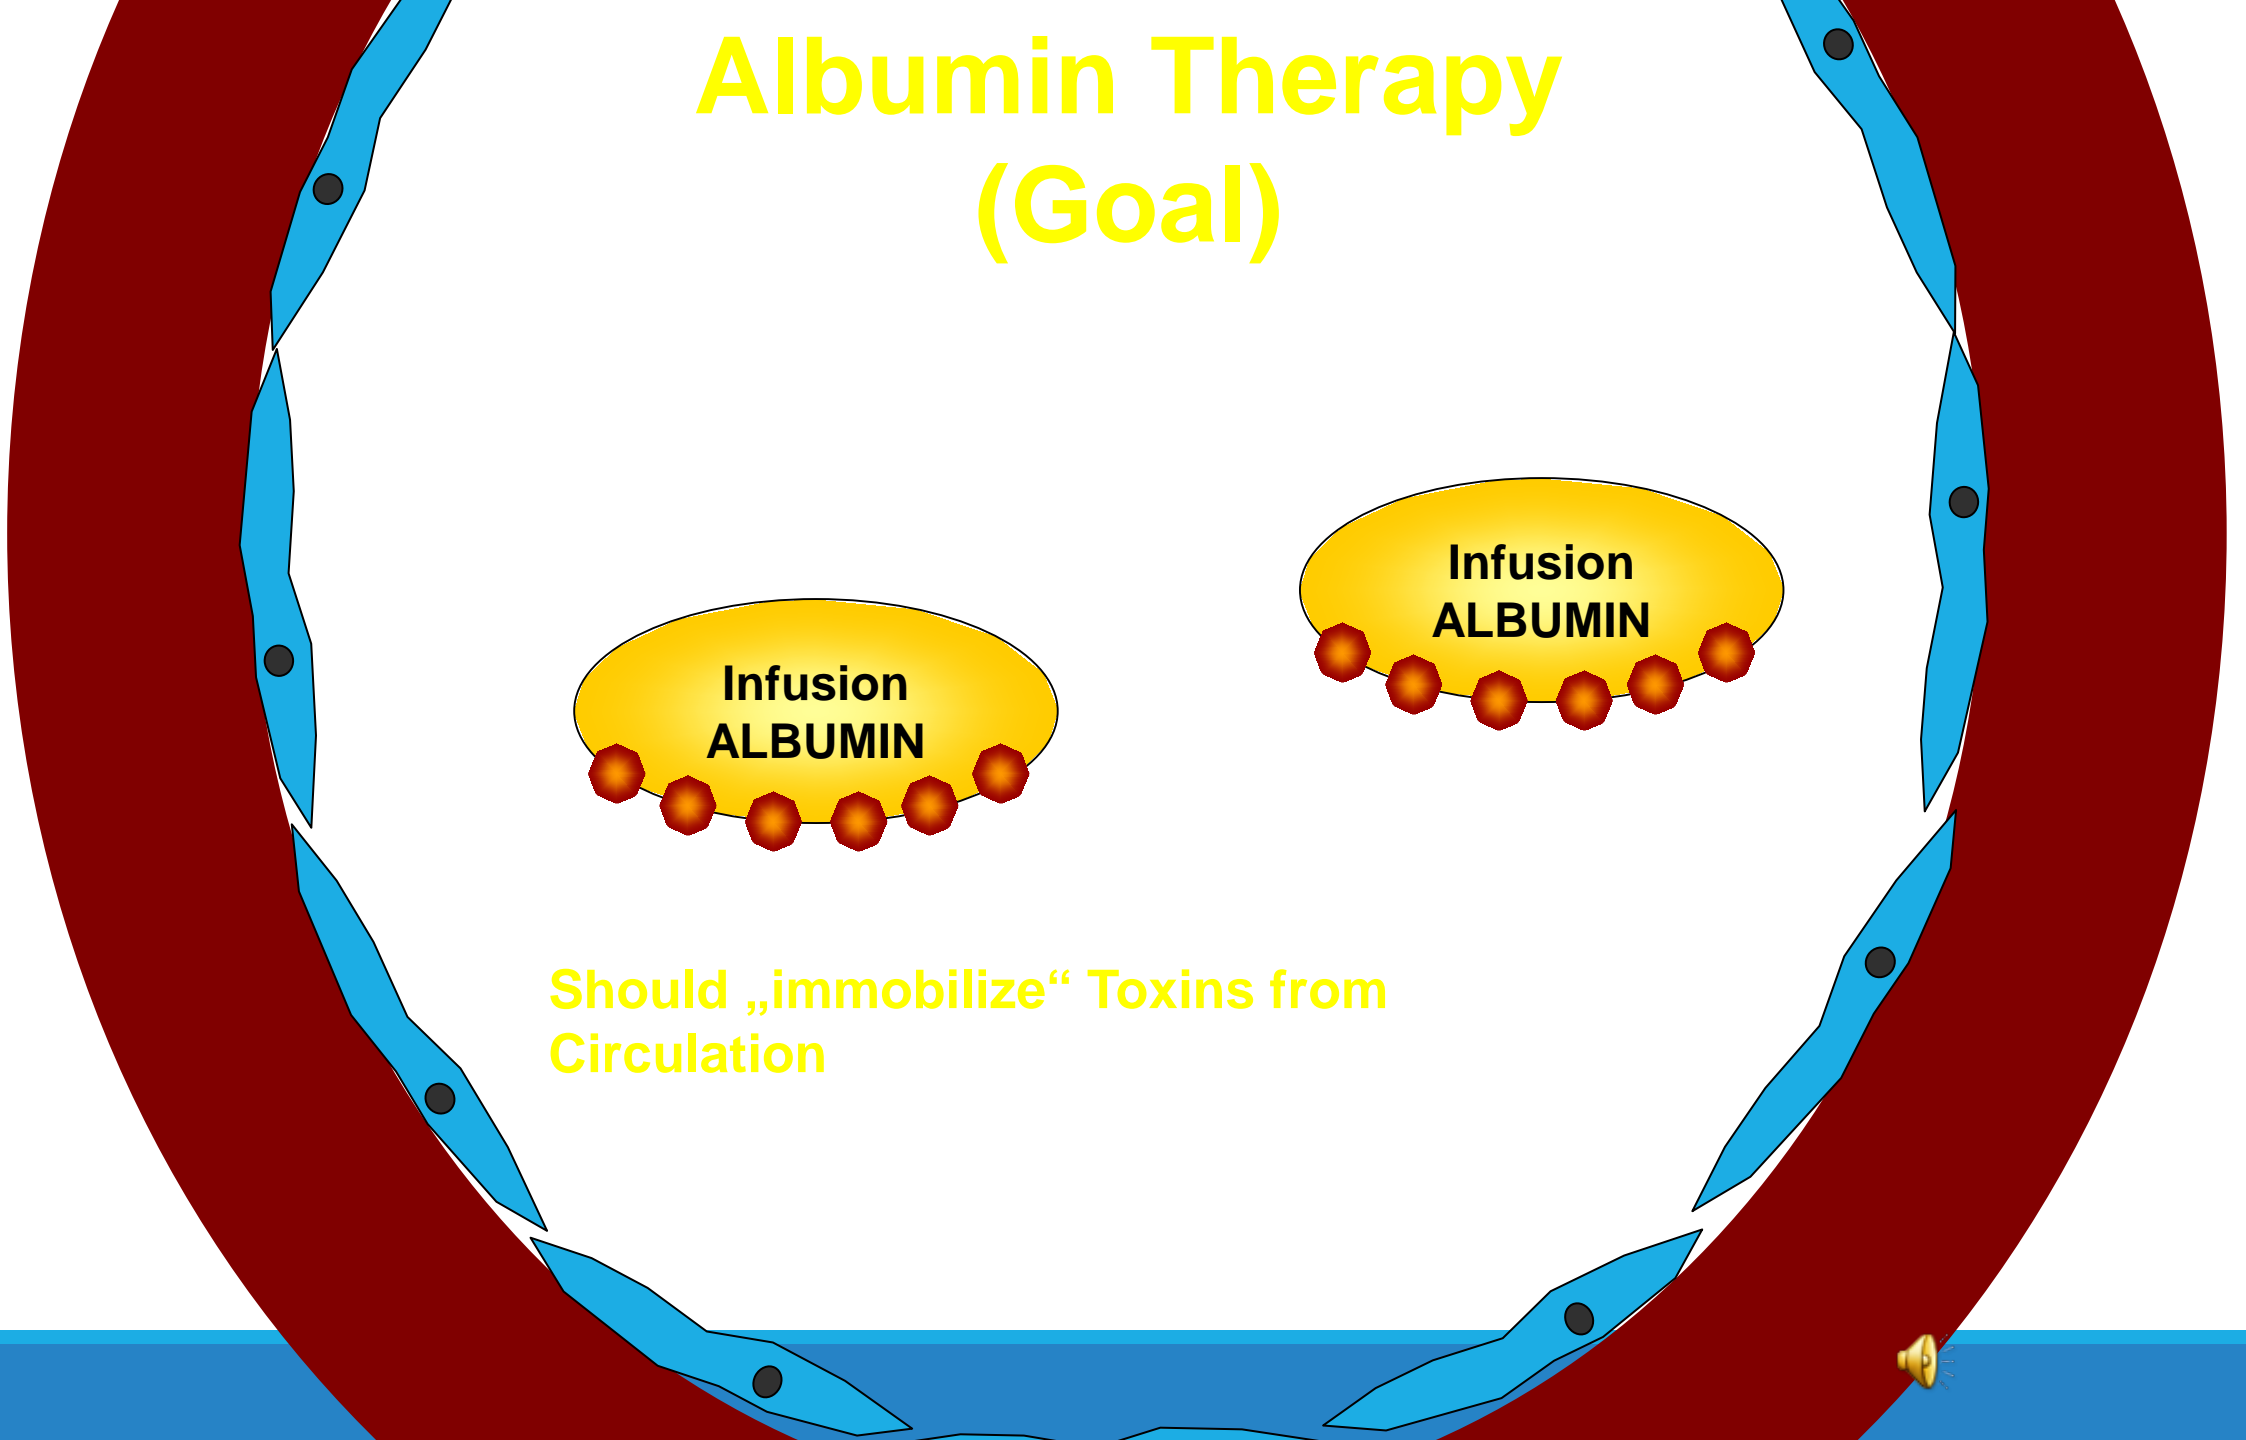 Albumin Therapy
(Goal)
Infusion
ALBUMIN
Infusion
ALBUMIN
Should „immobilize“ Toxins from
Circulation